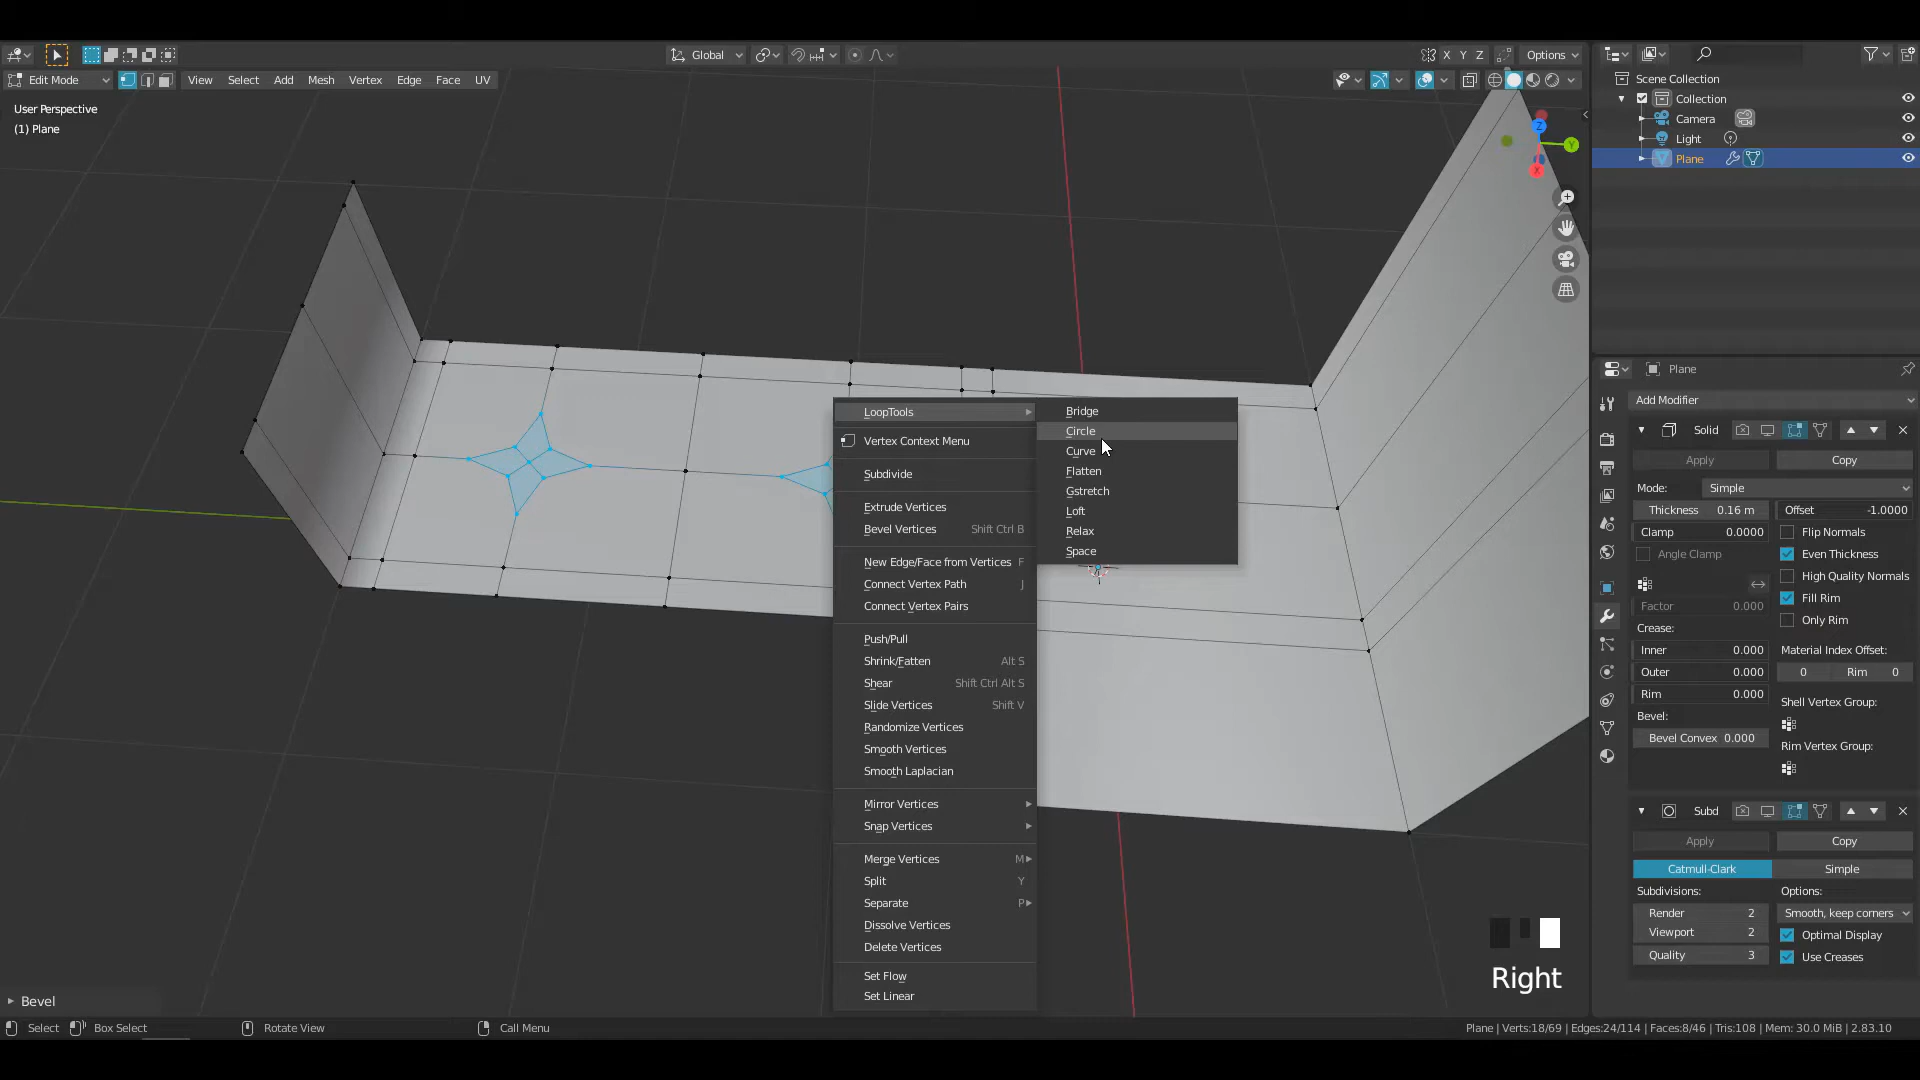 Global
X Y Z
Options
Edit Mode
View Select Add Mesh Vertex Edge Face UV
User Perspective
(1) Plane
Z
Y
X
Scene Collection
Collection
Camera
Light
Plane
Plane
Add Modifier
Solid
Apply
Copy
Mode:
Simple
Thickness 0.16 m
Offset -1.0000
Clamp 0.0000
Flip Normals
Angle Clamp
Even Thickness
High Quality Normals
Factor 0.000
Fill Rim
Crease:
Only Rim
Inner 0.000
Material Index Offset:
Outer 0.000
0
Rim 0
Rim 0.000
Shell Vertex Group:
Bevel:
Bevel Convex 0.000
Rim Vertex Group:
Subd
Apply
Copy
Catmull-Clark
Simple
Subdivisions:
Options:
Render 2
Smooth, keep corners
Viewport 2
Optimal Display
Quality 3
Use Creases
LoopTools
Vertex Context Menu
Subdivide
Extrude Vertices
Bevel Vertices Shift Ctrl B
New Edge/Face from Vertices F
Connect Vertex Path J
Connect Vertex Pairs
Push/Pull
Shrink/Fatten Alt S
Shear Shift Ctrl Alt S
Slide Vertices Shift V
Randomize Vertices
Smooth Vertices
Smooth Laplacian
Mirror Vertices
Snap Vertices
Merge Vertices M
Split Y
Separate P
Dissolve Vertices
Delete Vertices
Set Flow
Set Linear
Bridge
Circle
Curve
Flatten
Gstretch
Loft
Relax
Space
Right
Bevel
Select
Box Select
Rotate View
Call Menu
Plane | Verts:18/69 | Edges:24/114 | Faces:8/46 | Tris:108 | Mem: 30.0 MiB | 2.83.10